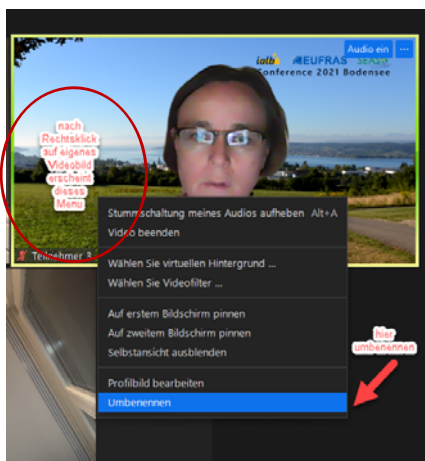 Audio ein ...
ialb EUFRAS SEASN
Conference 2021 Bodensee
nach
Rechtsklick
auf eigenes
Videobild
erscheint
dieses
Menu
Teilnehmer 3
Stummschaltung meines Audios aufheben Alt+A
Video beenden
Wählen Sie virtuellen Hintergrund ...
Wählen Sie Videofilter ...
Auf erstem Bildschirm pinnen
Auf zweitem Bildschirm pinnen
Selbstansicht ausblenden
Profilbild bearbeiten
Umbenennen
hier
umbenennen